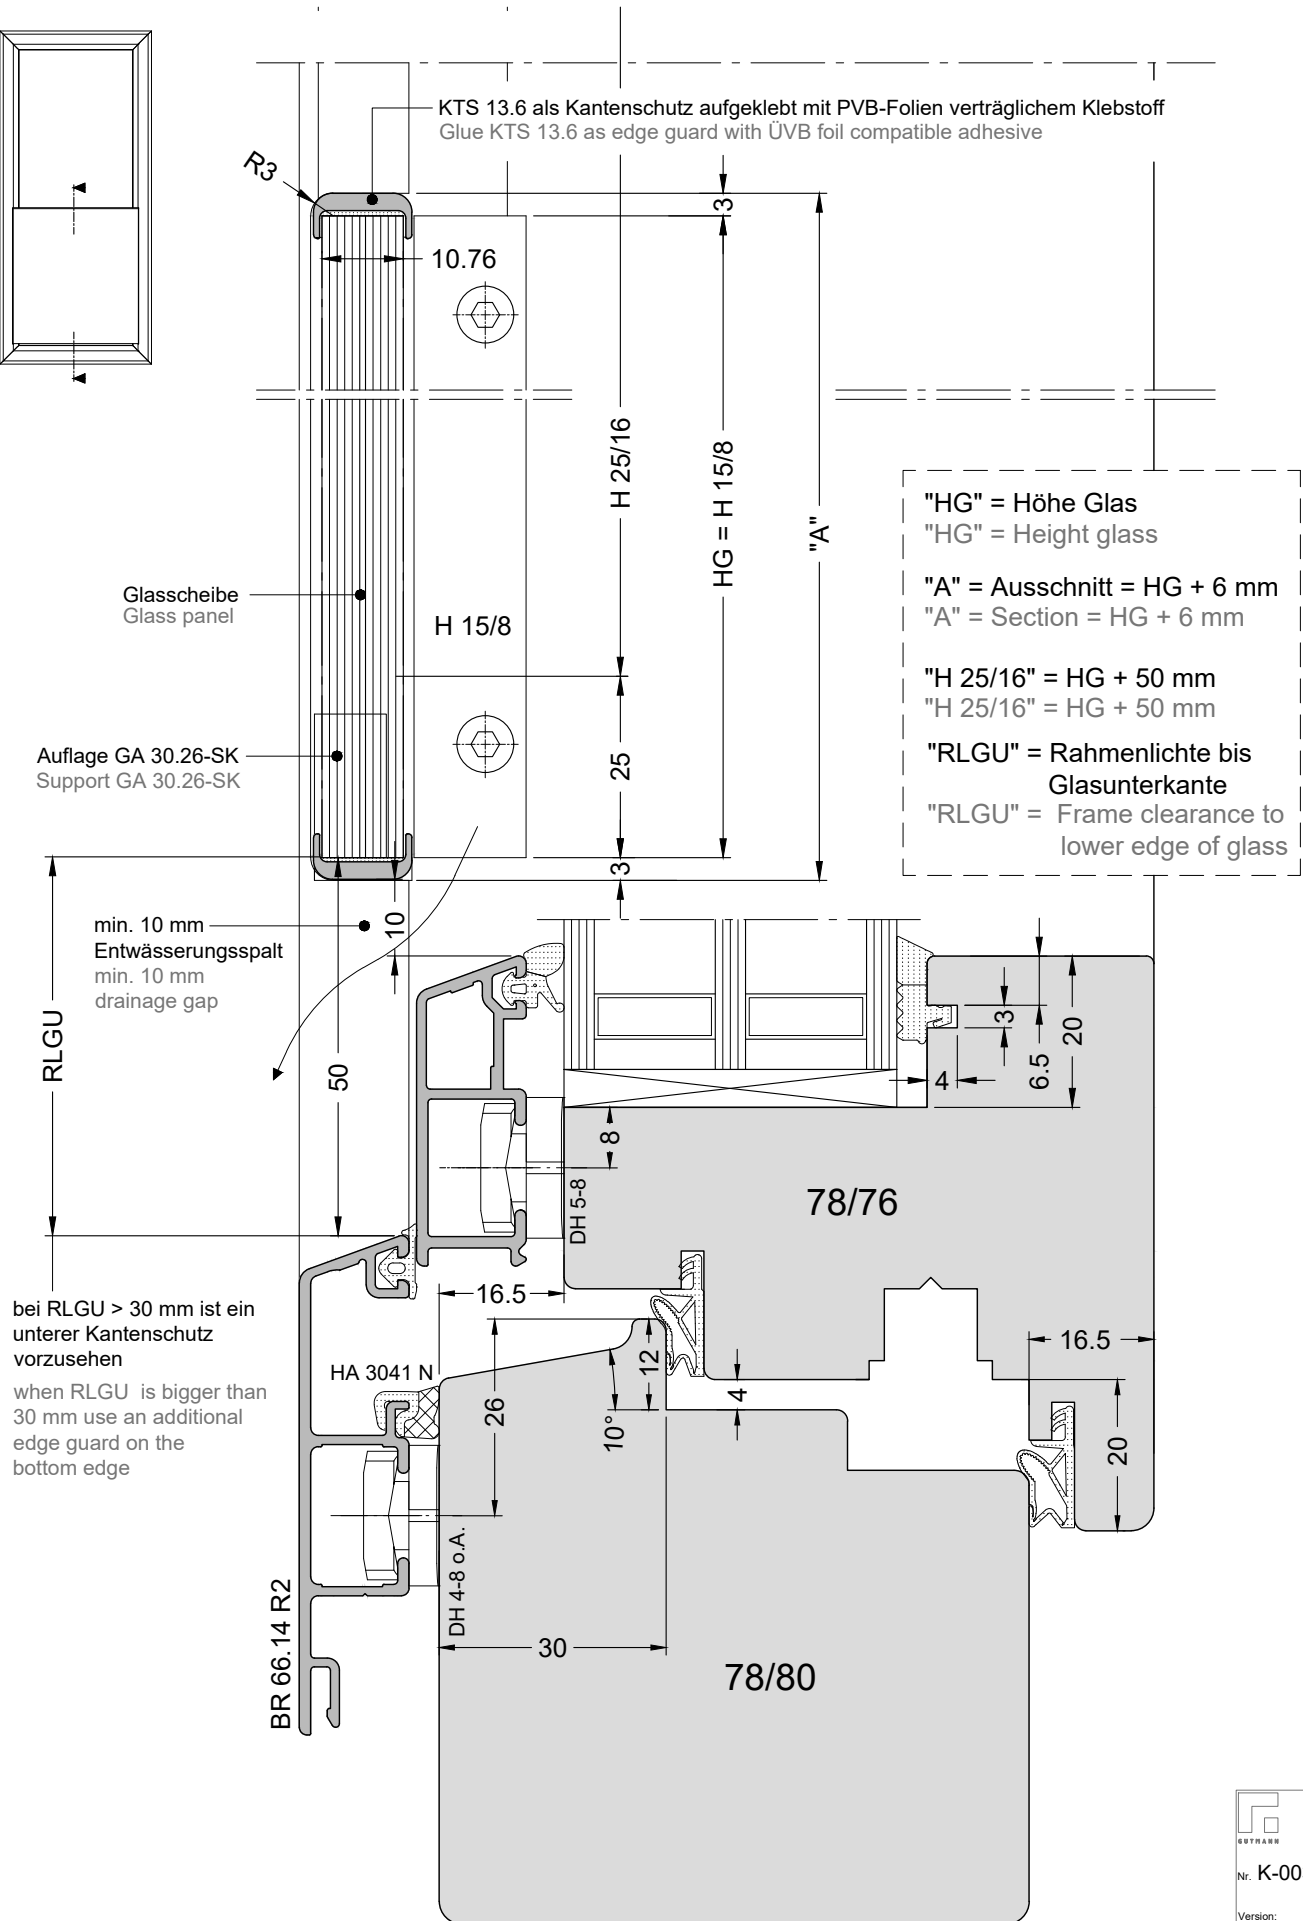 KTS 13.6 als Kantenschutz aufgeklebt mit PVB-Folien verträglichem Klebstoff
Glue KTS 13.6 as edge guard with ÜVB foil compatible adhesive
R3
3
10.76
H 25/16
HG = H 15/8
"A"
"HG" = Höhe Glas
"HG" = Height glass
"A" = Ausschnitt = HG + 6 mm
"A" = Section = HG + 6 mm
"H 25/16" = HG + 50 mm
"H 25/16" = HG + 50 mm
"RLGU" = Rahmenlichte bis
Glasunterkante
"RLGU" = Frame clearance to
lower edge of glass
Glasscheibe
Glass panel
H 15/8
Auflage GA 30.26-SK
Support GA 30.26-SK
25
3
10
min. 10 mm
Entwässerungsspalt
min. 10 mm
drainage gap
RLGU
50
3
20
6.5
4
8
DH 5-8
78/76
16.5
bei RLGU > 30 mm ist ein
unterer Kantenschutz
vorzusehen
when RLGU is bigger than
30 mm use an additional
edge guard on the
bottom edge
HA 3041 N
26
12
10°
4
16.5
20
DH 4-8 o.A.
BR 66.14 R2
30
78/80
GUTMANN
Nr. K-00
Version: